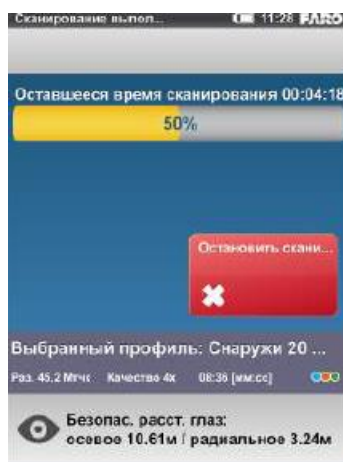 Сканирование выпол... 11:28 FARO
Оставшееся время сканирования 00:04:18
50%
Остановить скани...
Выбранный профиль: Снаружи 20 ...
Раз. 45.2 Мтчк Качество 4x 08:36 [мм:сс]
Безопас. расст. глаз:
осевое 10.61м / радиальное 3.24м